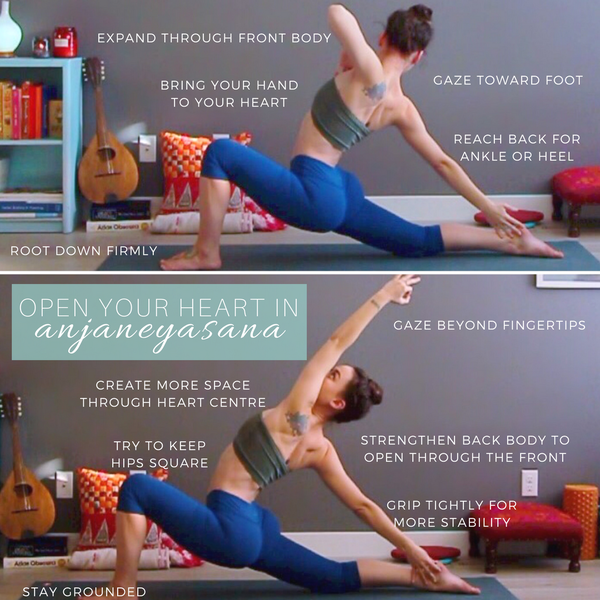 EXPAND THROUGH FRONT BODY
BRING YOUR HAND
TO YOUR HEART
GAZE TOWARD FOOT
REACH BACK FOR
ANKLE OR HEEL
ROOT DOWN FIRMLY
OPEN YOUR HEART IN
anjaneyasana
GAZE BEYOND FINGERTIPS
CREATE MORE SPACE
THROUGH HEART CENTRE
TRY TO KEEP
HIPS SQUARE
STRENGTHEN BACK BODY TO
OPEN THROUGH THE FRONT
GRIP TIGHTLY FOR
MORE STABILITY
STAY GROUNDED